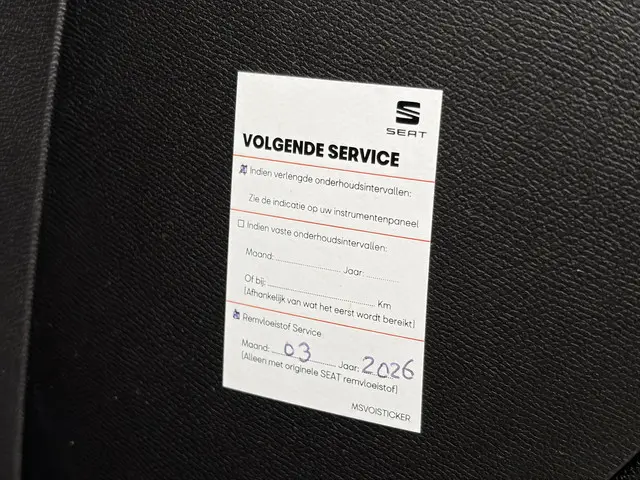 SEAT
VOLGENDE SERVICE
Indien verlengde onderhoudsintervallen:
Zie de indicatie op uw instrumentenpaneel
Indien vaste onderhoudsintervallen:
Maand: Jaar:
Of bij: Km
(Afhankelijk van wat het eerst wordt bereikt)
Remvloeistof Service:
Maand: 03 Jaar: 2026
(Alleen met originele SEAT remvloeistof)
MSVOISTICKER